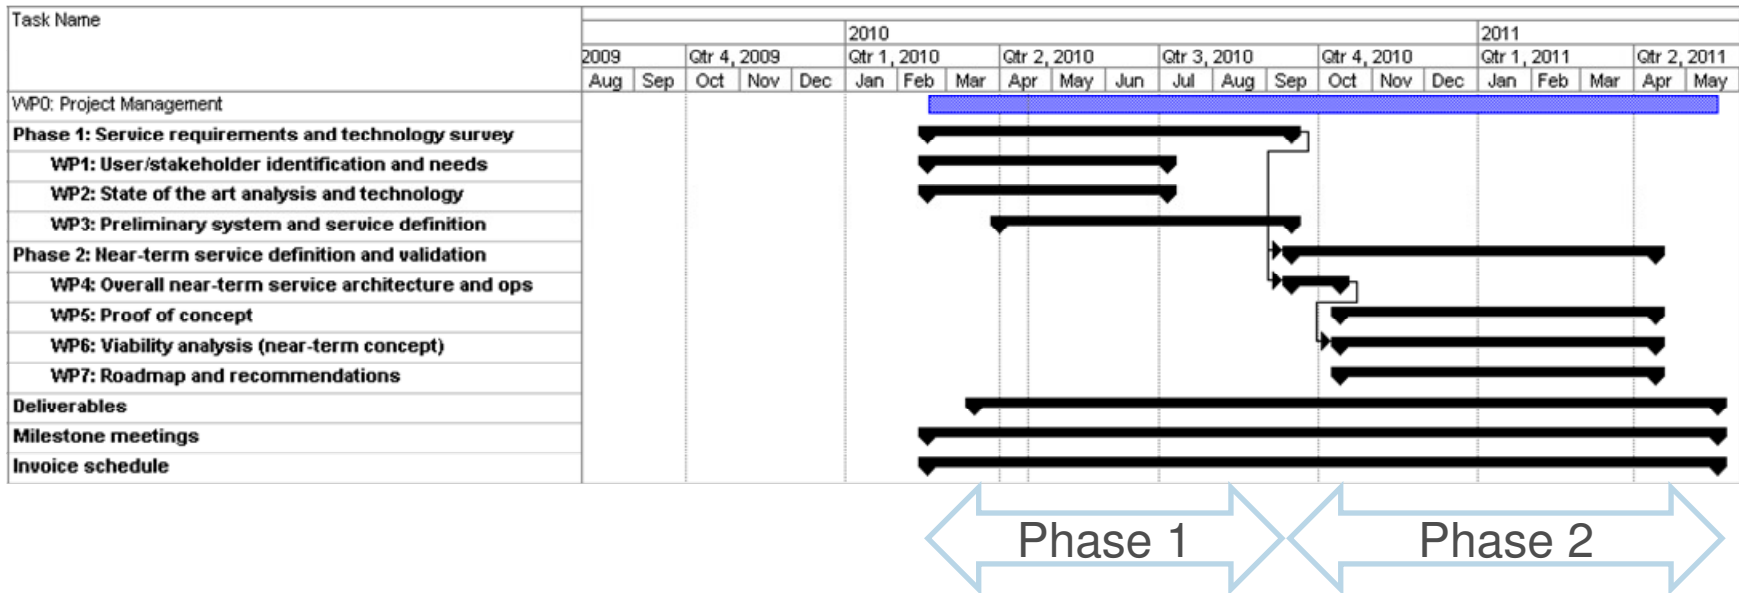 Task Name
2010 2011
2009 Qtr 4, 2009 Qtr 1, 2010 Qtr 2, 2010 Qtr 3, 2010 Qtr 4, 2010 Qtr 1, 2011 Qtr 2, 2011
Aug Sep Oct Nov Dec Jan Feb Mar Apr May Jun Jul Aug Sep Oct Nov Dec Jan Feb Mar Apr May
WP0: Project Management
Phase 1: Service requirements and technology survey
WP1: User/stakeholder identification and needs
WP2: State of the art analysis and technology
WP3: Preliminary system and service definition
Phase 2: Near-term service definition and validation
WP4: Overall near-term service architecture and ops
WP5: Proof of concept
WP6: Viability analysis (near-term concept)
WP7: Roadmap and recommendations
Deliverables
Milestone meetings
Invoice schedule
Phase 1 Phase 2